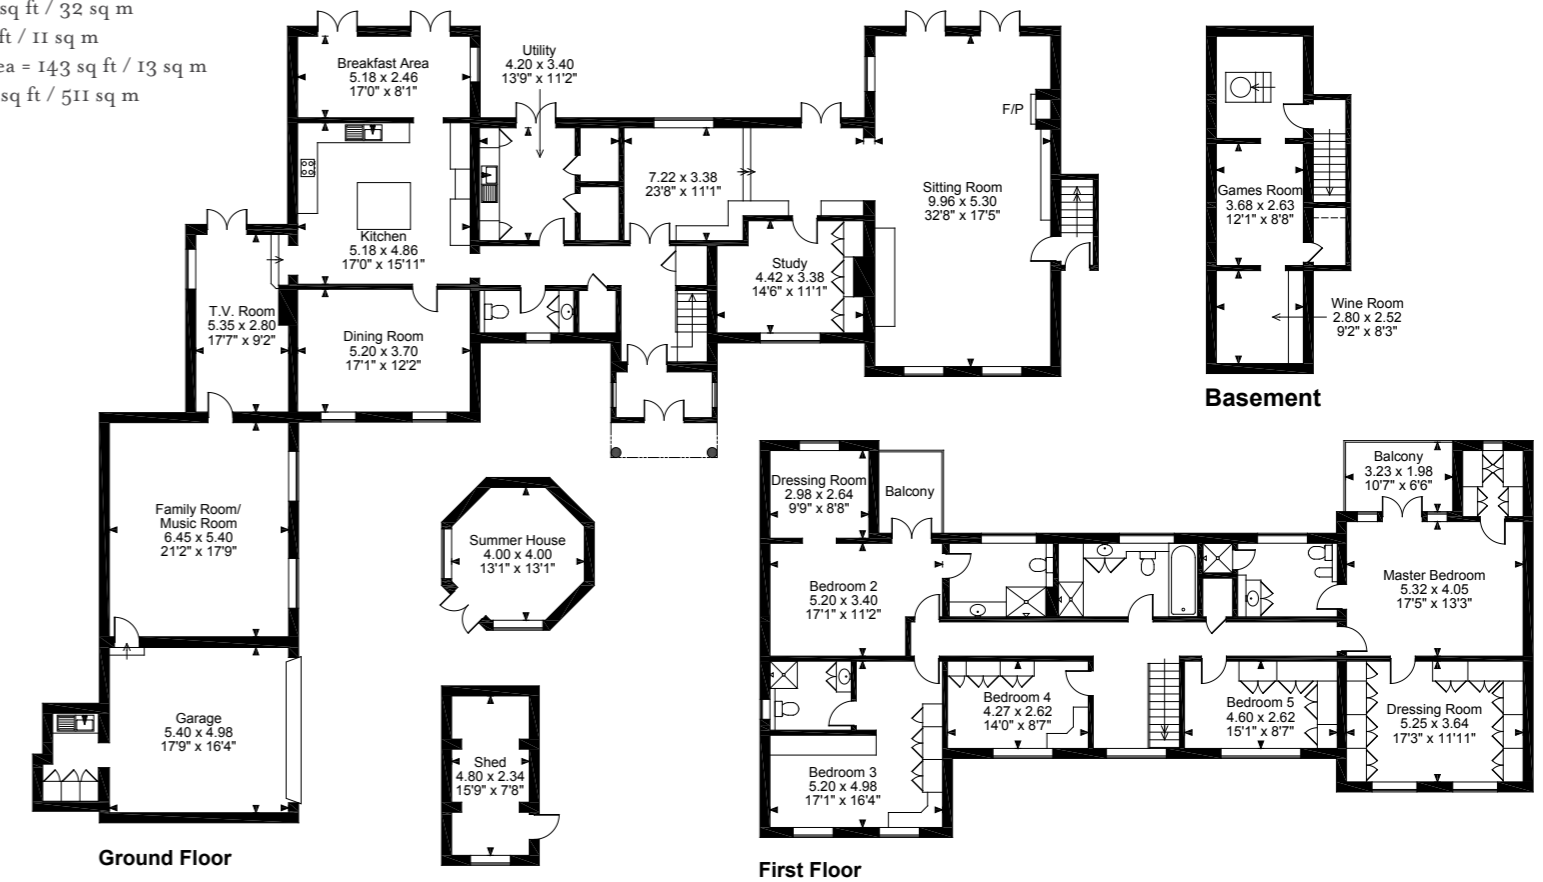 sq ft / 32 sq m
ft / 11 sq m
ea = 143 sq ft / 13 sq m
sq ft / 511 sq m
Breakfast Area
5.18 x 2.46
17'0" x 8'1"
Utility
4.20 x 3.40
13'9" x 11'2"
F/P
7.22 x 3.38
23'8" x 11'1"
Sitting Room
9.96 x 5.30
32'8" x 17'5"
Kitchen
5.18 x 4.86
17'0" x 15'11"
Study
4.42 x 3.38
14'6" x 11'1"
T.V. Room
5.35 x 2.80
17'7" x 9'2"
Dining Room
5.20 x 3.70
17'1" x 12'2"
Family Room/
Music Room
6.45 x 5.40
21'2" x 17'9"
Garage
5.40 x 4.98
17'9" x 16'4"
Ground Floor
Summer House
4.00 x 4.00
13'1" x 13'1"
Shed
4.80 x 2.34
15'9" x 7'8"
Games Room
3.68 x 2.63
12'1" x 8'8"
Wine Room
2.80 x 2.52
9'2" x 8'3"
Basement
Dressing Room
2.98 x 2.64
9'9" x 8'8"
Balcony
Balcony
3.23 x 1.98
10'7" x 6'6"
Bedroom 2
5.20 x 3.40
17'1" x 11'2"
Master Bedroom
5.32 x 4.05
17'5" x 13'3"
Bedroom 4
4.27 x 2.62
14'0" x 8'7"
Bedroom 5
4.60 x 2.62
15'1" x 8'7"
Dressing Room
5.25 x 3.64
17'3" x 11'11"
Bedroom 3
5.20 x 4.98
17'1" x 16'4"
First Floor